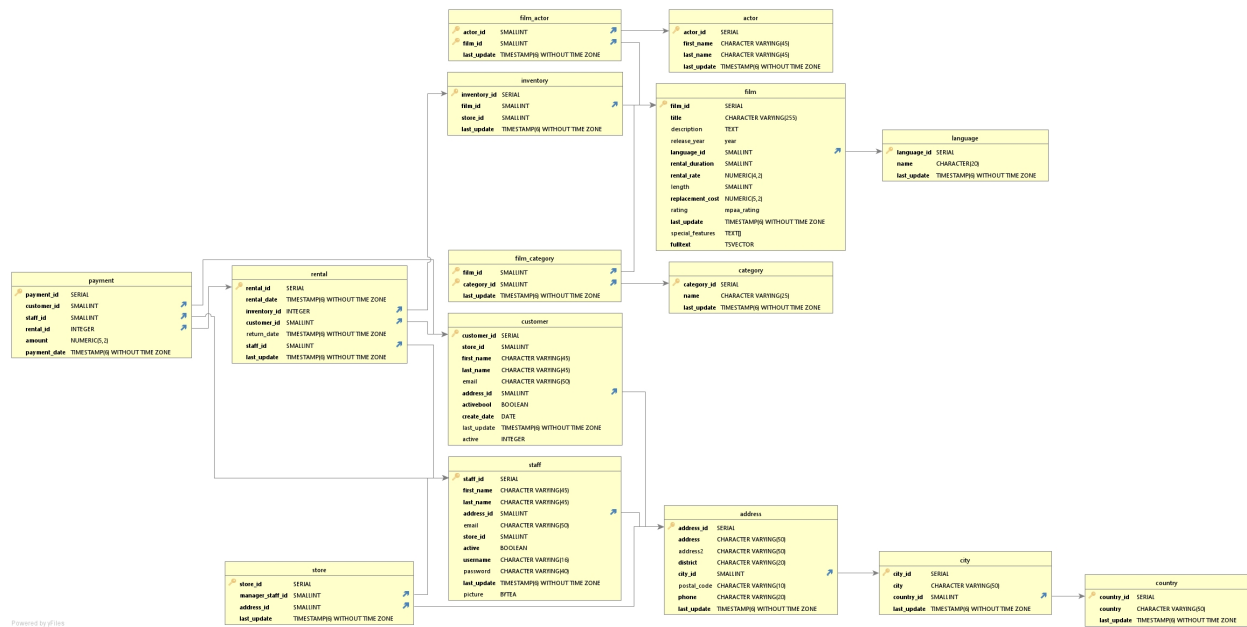 film_actor
actor_id SMALLINT
film_id SMALLINT
last_update TIMESTAMP(6) WITHOUT TIME ZONE
actor
actor_id SERIAL
first_name CHARACTER VARYING(45)
last_name CHARACTER VARYING(45)
last_update TIMESTAMP(6) WITHOUT TIME ZONE
inventory
inventory_id SERIAL
film_id SMALLINT
store_id SMALLINT
last_update TIMESTAMP(6) WITHOUT TIME ZONE
film
film_id SERIAL
title CHARACTER VARYING(255)
description TEXT
release_year year
language_id SMALLINT
rental_duration SMALLINT
rental_rate NUMERIC(4,2)
length SMALLINT
replacement_cost NUMERIC(5,2)
rating mpaa_rating
last_update TIMESTAMP(6) WITHOUT TIME ZONE
special_features TEXT[]
fulltext TSVECTOR
language
language_id SERIAL
name CHARACTER(20)
last_update TIMESTAMP(6) WITHOUT TIME ZONE
film_category
film_id SMALLINT
category_id SMALLINT
last_update TIMESTAMP(6) WITHOUT TIME ZONE
category
category_id SERIAL
name CHARACTER VARYING(25)
last_update TIMESTAMP(6) WITHOUT TIME ZONE
payment
payment_id SERIAL
customer_id SMALLINT
staff_id SMALLINT
rental_id INTEGER
amount NUMERIC(5,2)
payment_date TIMESTAMP(6) WITHOUT TIME ZONE
rental
rental_id SERIAL
rental_date TIMESTAMP(6) WITHOUT TIME ZONE
inventory_id INTEGER
customer_id SMALLINT
return_date TIMESTAMP(6) WITHOUT TIME ZONE
staff_id SMALLINT
last_update TIMESTAMP(6) WITHOUT TIME ZONE
customer
customer_id SERIAL
store_id SMALLINT
first_name CHARACTER VARYING(45)
last_name CHARACTER VARYING(45)
email CHARACTER VARYING(50)
address_id SMALLINT
activebool BOOLEAN
create_date DATE
last_update TIMESTAMP(6) WITHOUT TIME ZONE
active INTEGER
staff
staff_id SERIAL
first_name CHARACTER VARYING(45)
last_name CHARACTER VARYING(45)
address_id SMALLINT
email CHARACTER VARYING(50)
store_id SMALLINT
active BOOLEAN
username CHARACTER VARYING(16)
password CHARACTER VARYING(40)
last_update TIMESTAMP(6) WITHOUT TIME ZONE
picture BYTEA
store
store_id SERIAL
manager_staff_id SMALLINT
address_id SMALLINT
last_update TIMESTAMP(6) WITHOUT TIME ZONE
address
address_id SERIAL
address CHARACTER VARYING(50)
address2 CHARACTER VARYING(50)
district CHARACTER VARYING(20)
city_id SMALLINT
postal_code CHARACTER VARYING(10)
phone CHARACTER VARYING(20)
last_update TIMESTAMP(6) WITHOUT TIME ZONE
city
city_id SERIAL
city CHARACTER VARYING(50)
country_id SMALLINT
last_update TIMESTAMP(6) WITHOUT TIME ZONE
country
country_id SERIAL
country CHARACTER VARYING(50)
last_update TIMESTAMP(6) WITHOUT TIME ZONE
Powered by yFiles